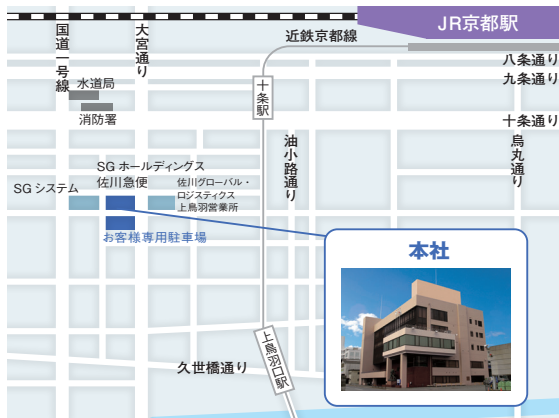 JR京都駅
近鉄京都線
国道一号線
大宮通り
八条通り
九条通り
水道局
消防署
十条駅
十条通り
油小路通り
烏丸通り
SGホールディングス
佐川急便
SGシステム
佐川グローバル・
ロジスティクス
上鳥羽営業所
お客様専用駐車場
本社
上鳥羽口駅
久世橋通り